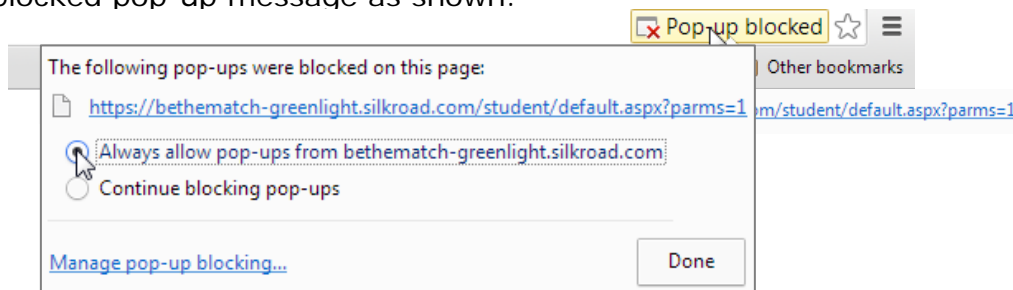 blocked pop-up message as shown.
Pop-up blocked
The following pop-ups were blocked on this page:
Other bookmarks
https://bethematch-greenlight.silkroad.com/student/default.aspx?parms=1
om/student/default.aspx?parms=1
Always allow pop-ups from bethematch-greenlight.silkroad.com
Continue blocking pop-ups
Manage pop-up blocking...
Done